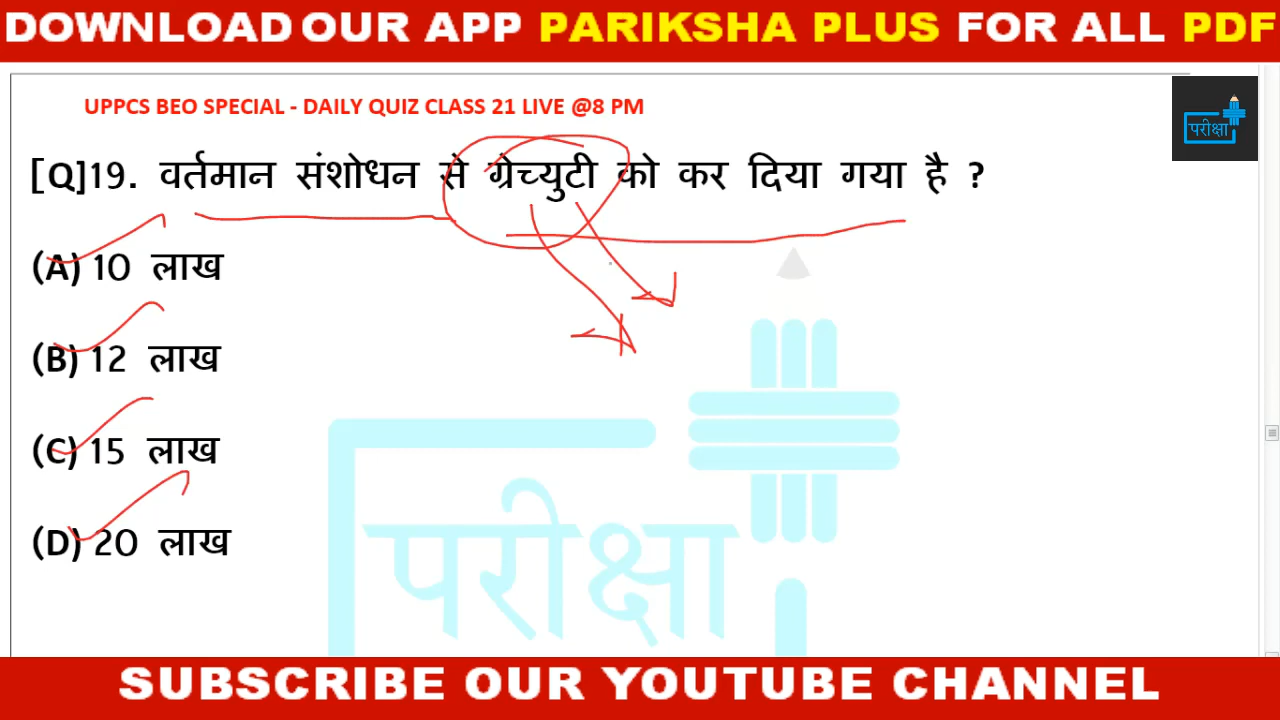 DOWNLOAD OUR APP PARIKSHA PLUS FOR ALL PDF
UPPCS BEO SPECIAL - DAILY QUIZ CLASS 21 LIVE @8 PM
परीक्षा
[Q]19. वर्तमान संशोधन से ग्रेच्युटी को कर दिया गया है ?
(A) 10 लाख
(B) 12 लाख
(C) 15 लाख
(D) 20 लाख
परीक्षा
SUBSCRIBE OUR YOUTUBE CHANNEL